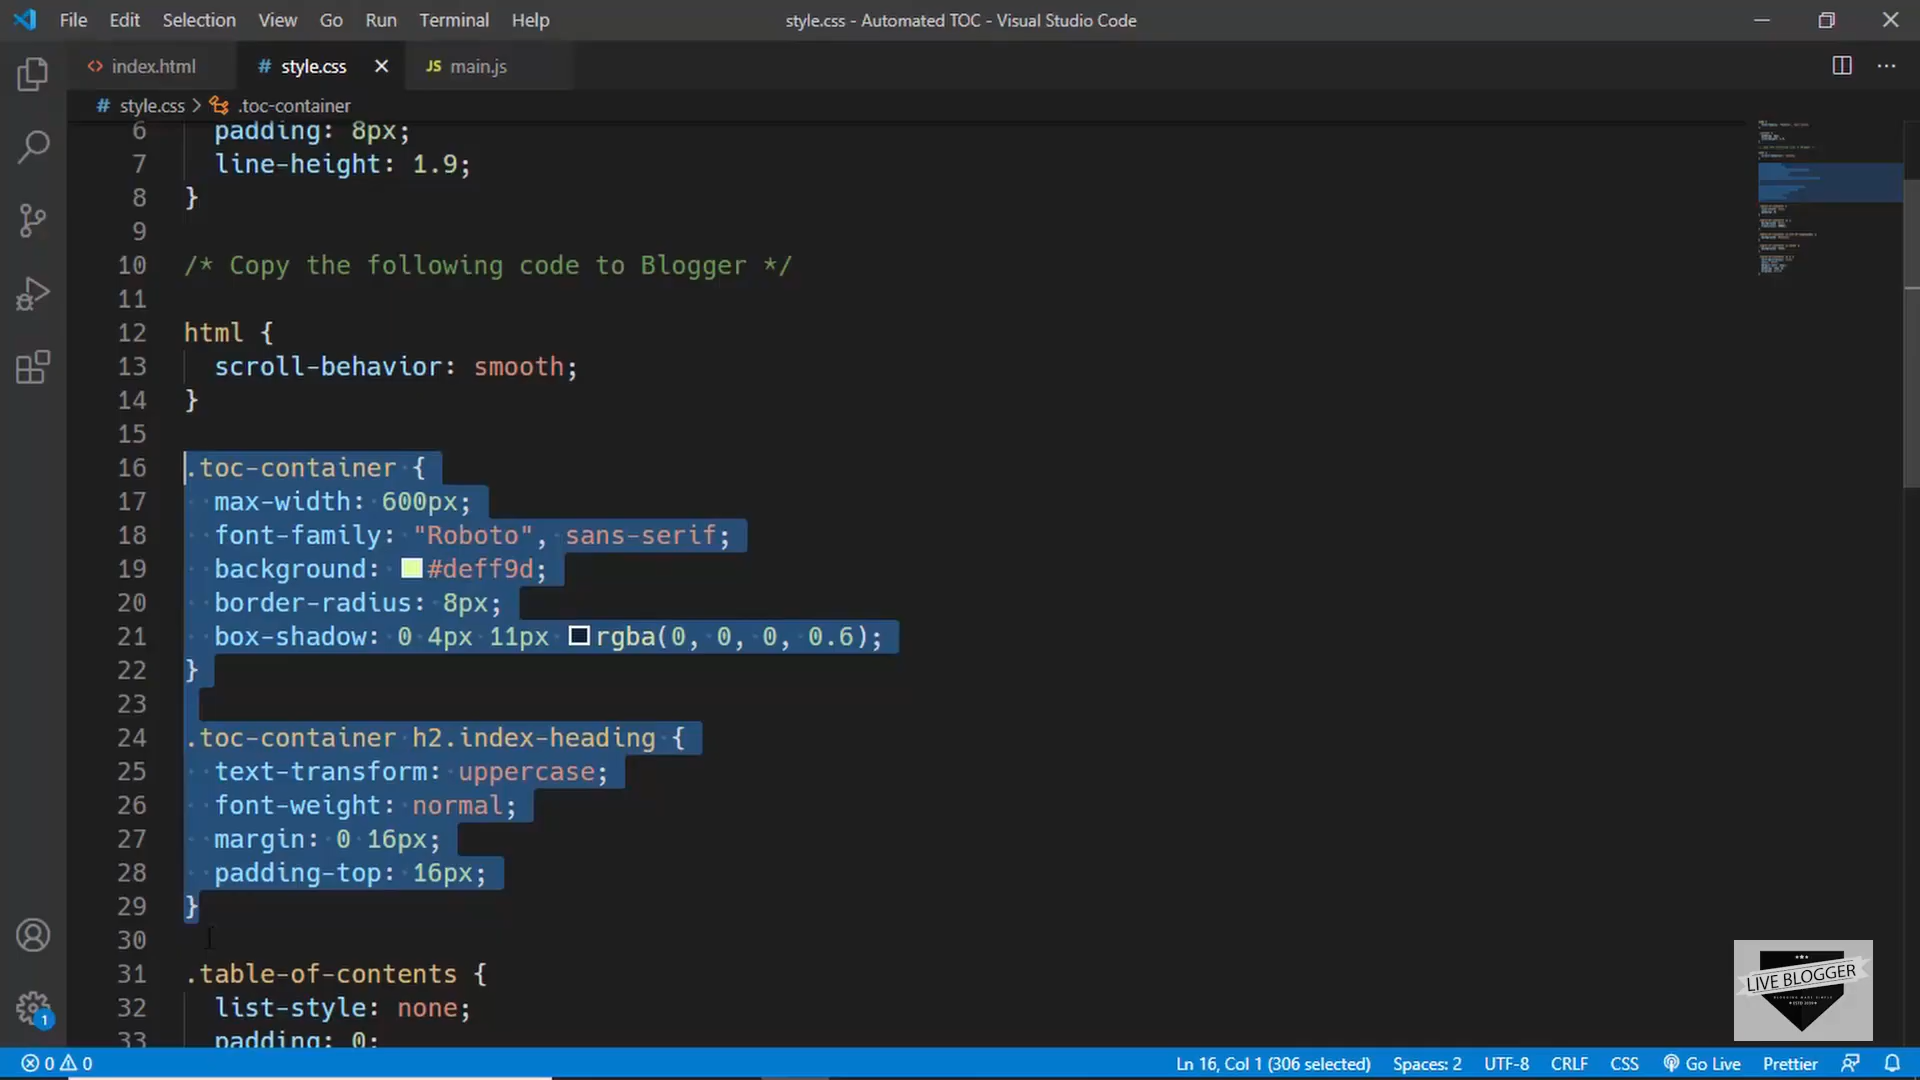 File Edit Selection View Go Run Terminal Help style.css - Automated TOC - Visual Studio Code
<> index.html # style.css JS main.js
# style.css > .toc-container
6 padding: 8px;
7 line-height: 1.9;
8 }
9
10 /* Copy the following code to Blogger */
11
12 html {
13 scroll-behavior: smooth;
14 }
15
16 .toc-container {
17 max-width: 600px;
18 font-family: "Roboto", sans-serif;
19 background: #deff9d;
20 border-radius: 8px;
21 box-shadow: 0 4px 11px rgba(0, 0, 0, 0.6);
22 }
23
24 .toc-container h2.index-heading {
25 text-transform: uppercase;
26 font-weight: normal;
27 margin: 0 16px;
28 padding-top: 16px;
29 }
30
31 .table-of-contents {
32 list-style: none;
33 padding: 0;
LIVE BLOGGER
1
0 0 Ln 16, Col 1 (306 selected) Spaces: 2 UTF-8 CRLF CSS Go Live Prettier